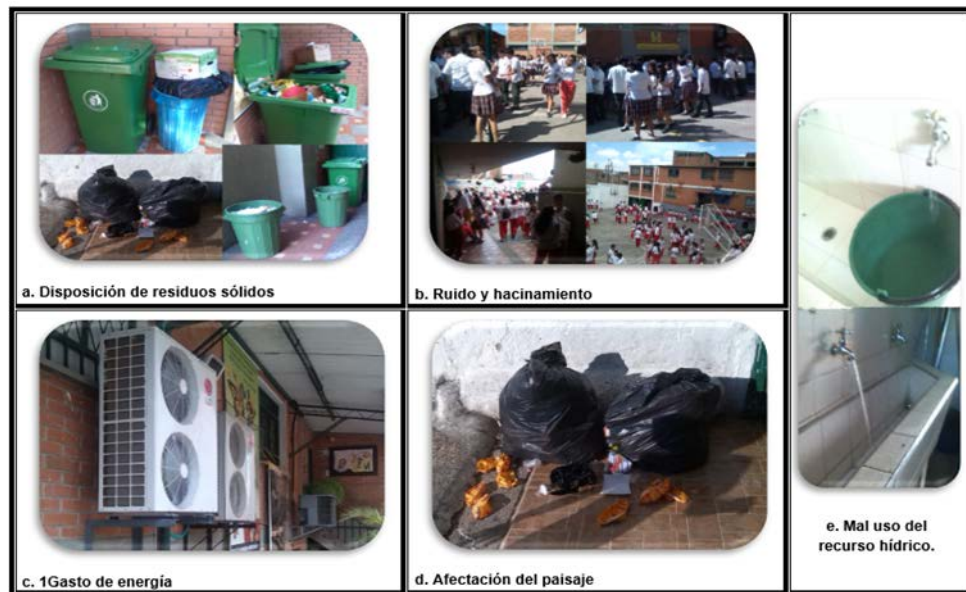 a. Disposición de residuos sólidos
b. Ruido y hacinamiento
c. 1Gasto de energía
d. Afectación del paisaje
e. Mal uso del
recurso hídrico.